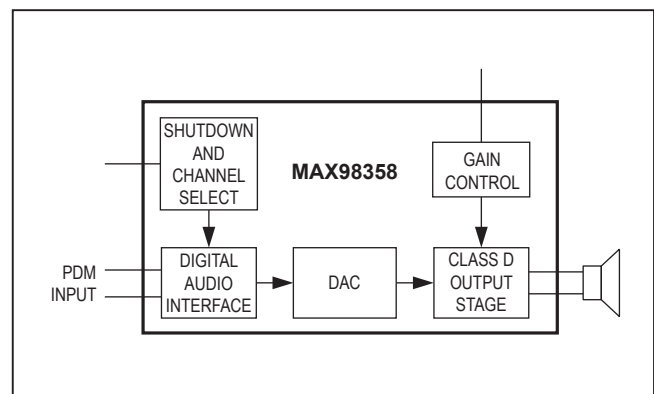 SHUTDOWN
AND
CHANNEL
SELECT
MAX98358
GAIN
CONTROL
PDM
INPUT
DIGITAL
AUDIO
INTERFACE
DAC
CLASS D
OUTPUT
STAGE